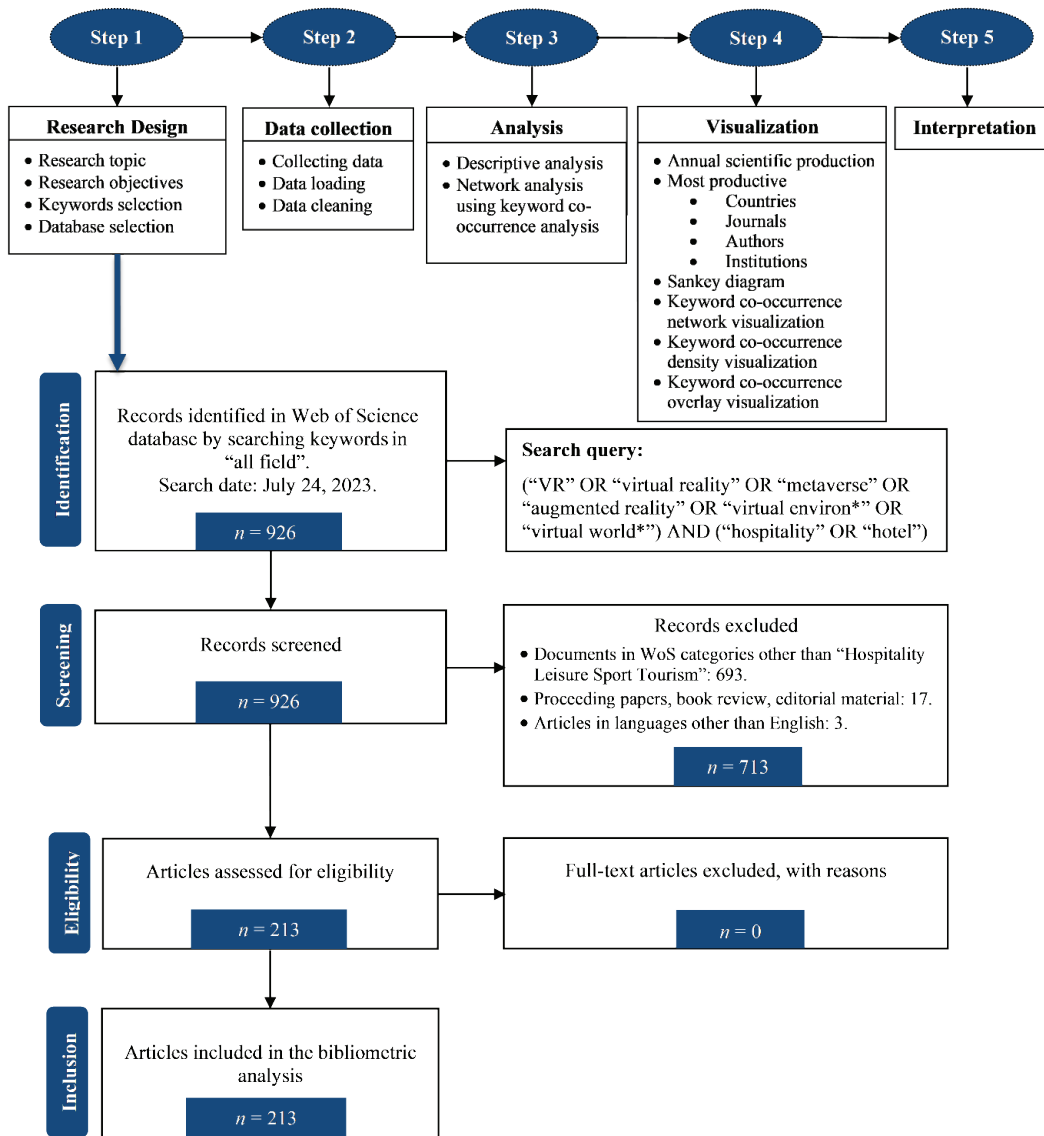 Step 1
Step 2
Step 3
Step 4
Step 5
Research Design
• Research topic
• Research objectives
• Keywords selection
• Database selection
Data collection
• Collecting data
• Data loading
• Data cleaning
Analysis
• Descriptive analysis
• Network analysis
using keyword co-
occurrence analysis
Visualization
• Annual scientific production
• Most productive
• Countries
• Journals
• Authors
• Institutions
• Sankey diagram
• Keyword co-occurrence
network visualization
• Keyword co-occurrence
density visualization
• Keyword co-occurrence
overlay visualization
Interpretation
Identification
Records identified in Web of Science
database by searching keywords in
“all field”.
Search date: July 24, 2023.
n = 926
Search query:
(“VR” OR “virtual reality” OR “metaverse” OR
“augmented reality” OR “virtual environ*” OR
“virtual world*”) AND (“hospitality” OR “hotel”)
Screening
Records screened
n = 926
Records excluded
• Documents in WoS categories other than “Hospitality
Leisure Sport Tourism”: 693.
• Proceeding papers, book review, editorial material: 17.
• Articles in languages other than English: 3.
n = 713
Eligibility
Articles assessed for eligibility
n = 213
Full-text articles excluded, with reasons
n = 0
Inclusion
Articles included in the bibliometric
analysis
n = 213